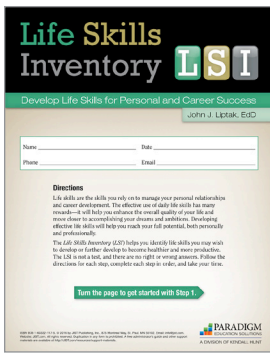 Life Skills
Inventory LSI
Develop Life Skills for Personal and Career Success
John J. Liptak, EdD
Name Date
Phone Email
Directions
Life skills are the skills you rely on to manage your personal relationships
and career development. The effective use of daily life skills has many
rewards—it will help you enhance the overall quality of your life and
move closer to accomplishing your dreams and ambitions. Developing
effective life skills will help you reach your full potential, both personally
and professionally.
The Life Skills Inventory (LSI) helps you identify life skills you may wish
to develop or further develop to become healthier and more productive.
The LSI is not a test, and there are no right or wrong answers. Follow the
directions for each step, complete each step in order, and take your time.
Turn the page to get started with Step 1.
PARADIGM
EDUCATION SOLUTIONS
A DIVISION OF KENDALL HUNT